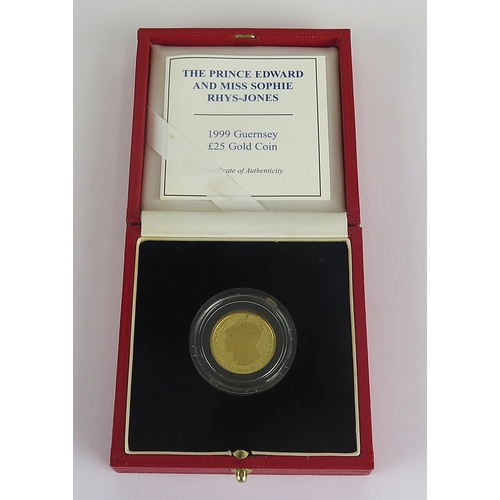 THE PRINCE EDWARD
AND MISS SOPHIE
RHYS-JONES
1999 Guernsey
£25 Gold Coin
Certificate of Authenticity